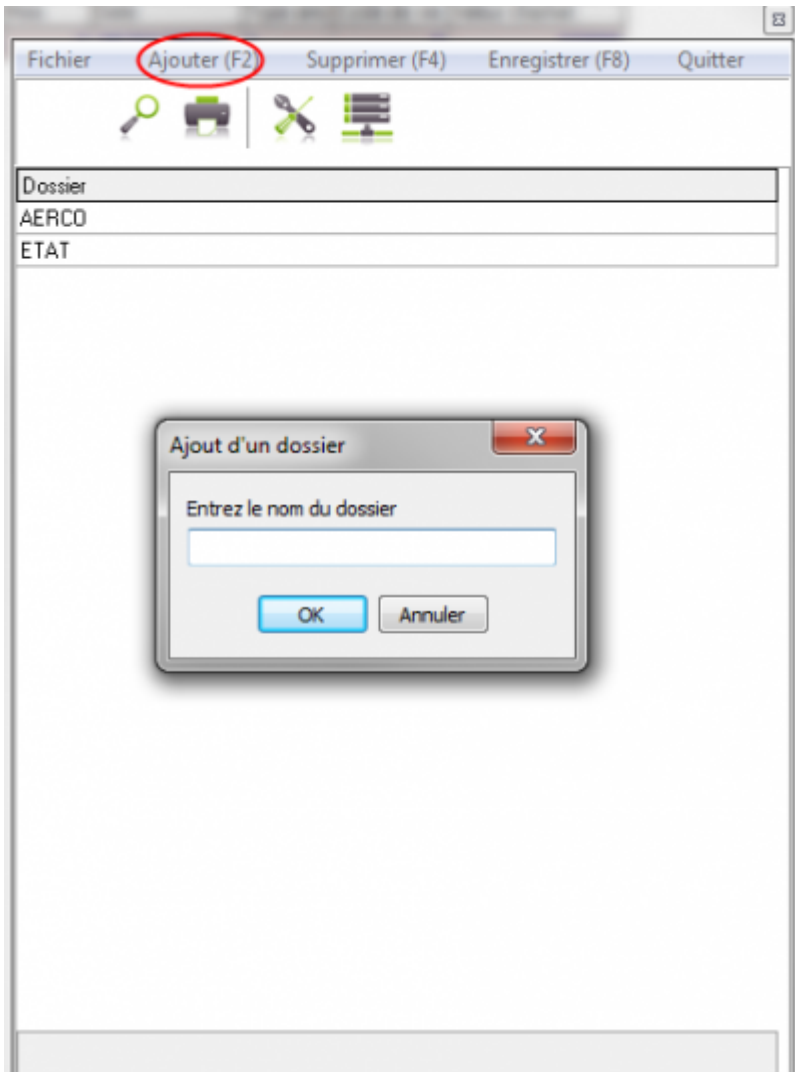 Fichier Ajouter (F2) Supprimer (F4) Enregistrer (F8) Quitter
Dossier
AERCO
ETAT
Ajout d'un dossier
Entrez le nom du dossier
OK Annuler